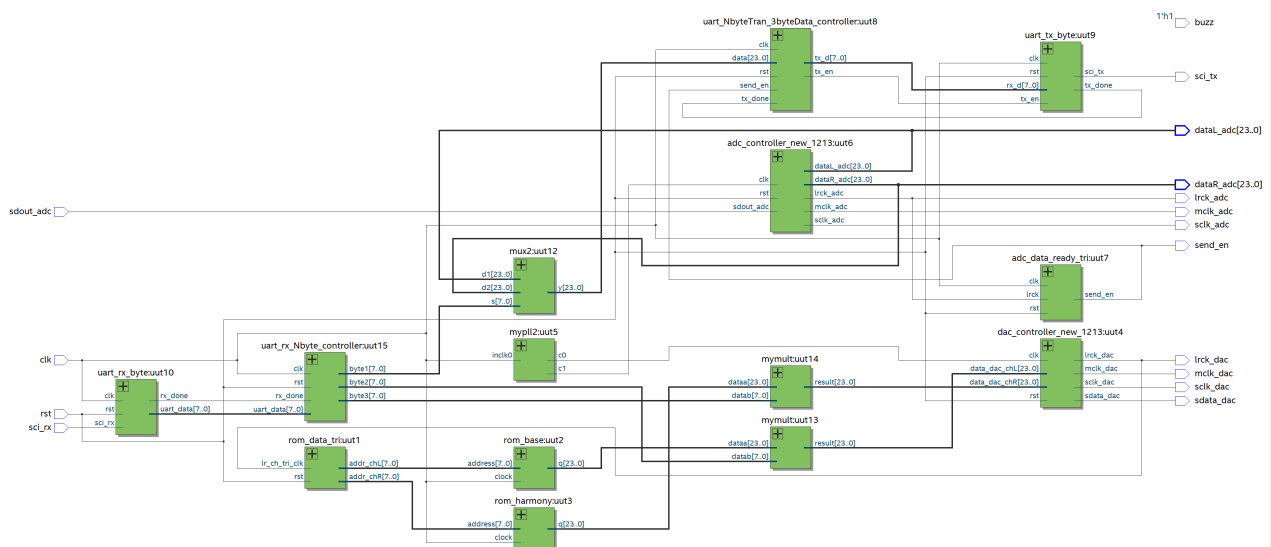 1'h1
buzz
uart_NbyteTran_3byteData_controller:uut8
clk
data[23..0]
rst
send_en
tx_done
tx_d[7..0]
tx_en
uart_tx_byte:uut9
clk
rst
rx_d[7..0]
tx_en
sci_tx
tx_done
sci_tx
dataL_adc[23..0]
adc_controller_new_1213:uut6
clk
rst
sdout_adc
dataL_adc[23..0]
dataR_adc[23..0]
lrck_adc
mclk_adc
sclk_adc
dataR_adc[23..0]
lrck_adc
mclk_adc
sclk_adc
sdout_adc
send_en
mux2:uut12
d1[23..0]
d2[23..0]
s[7..0]
y[23..0]
adc_data_ready_tri:uut7
clk
lrck
rst
send_en
mypll2:uut5
inclk0
c0
c1
dac_controller_new_1213:uut4
clk
data_dac_chL[23..0]
data_dac_chR[23..0]
rst
lrck_dac
mclk_dac
sclk_dac
sdata_dac
lrck_dac
mclk_dac
sclk_dac
sdata_dac
clk
rst
sci_rx
uart_rx_byte:uut10
clk
rst
sci_rx
rx_done
uart_data[7..0]
uart_rx_Nbyte_controller:uut15
clk
rst
rx_done
uart_data[7..0]
byte1[7..0]
byte2[7..0]
byte3[7..0]
mymult:uut14
dataa[23..0]
datab[7..0]
result[23..0]
mymult:uut13
dataa[23..0]
datab[7..0]
result[23..0]
rom_data_tri:uut1
lr_ch_tri_clk
rst
addr_chL[7..0]
addr_chR[7..0]
rom_base:uut2
address[7..0]
clock
q[23..0]
rom_harmony:uut3
address[7..0]
clock
q[23..0]